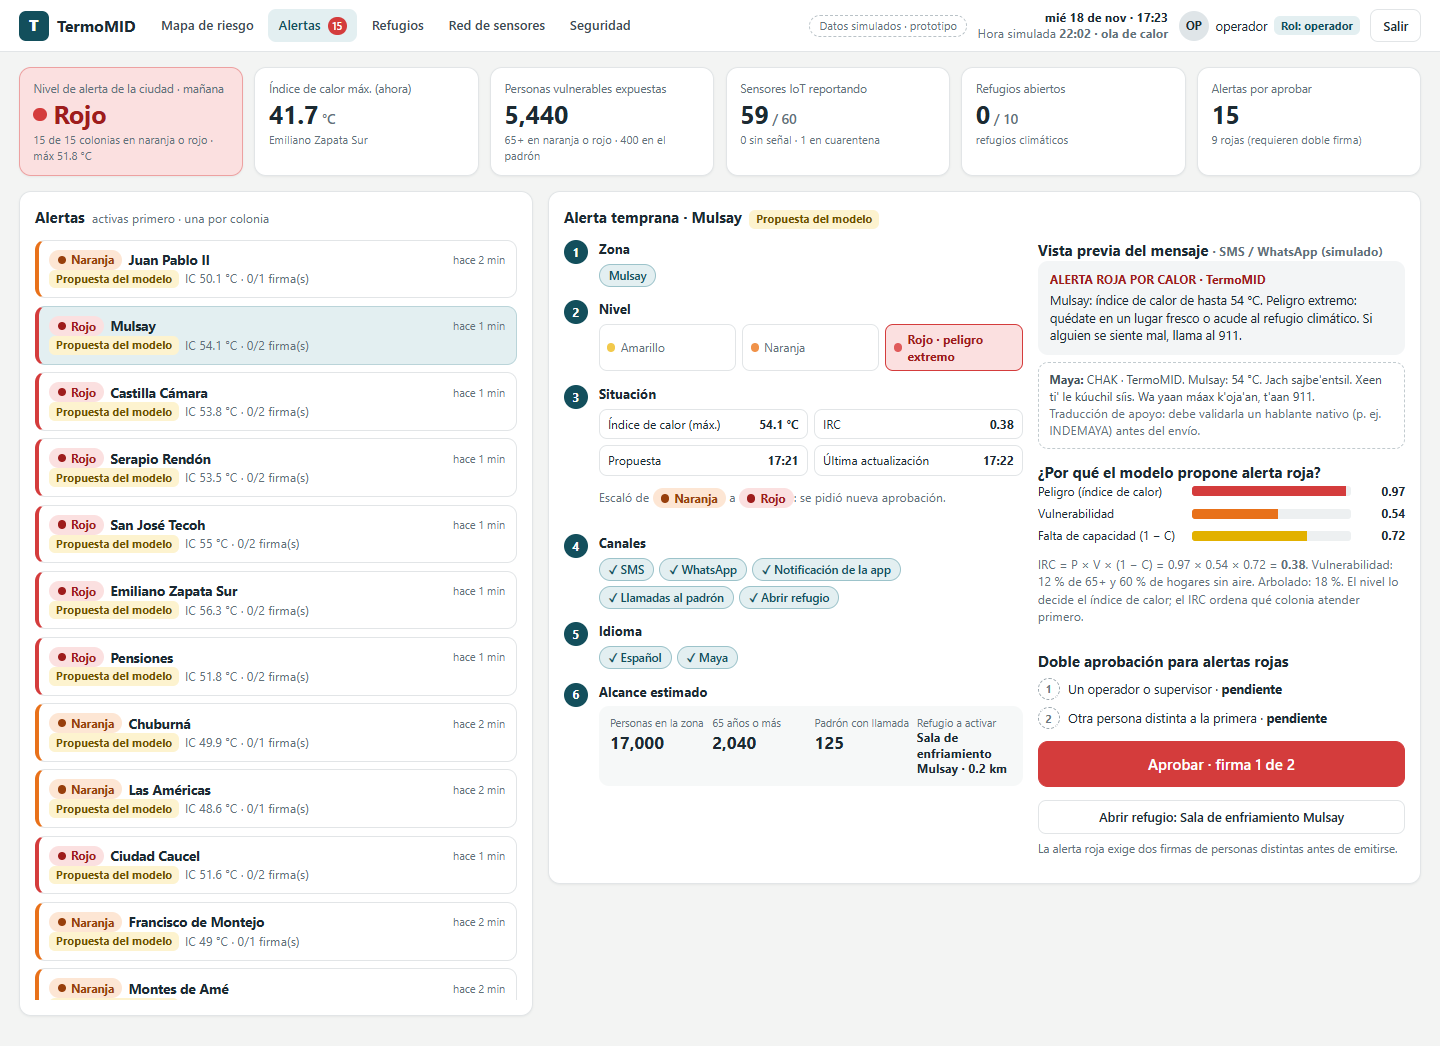 T TermoMID Mapa de riesgo Alertas 15 Refugios Red de sensores Seguridad
Datos simulados · prototipo
mié 18 de nov · 17:23
Hora simulada 22:02 · ola de calor
OP operador Rol: operador Salir
Nivel de alerta de la ciudad · mañana
Rojo
15 de 15 colonias en naranja o rojo ·
máx 51.8 °C
Índice de calor máx. (ahora)
41.7 °C
Emiliano Zapata Sur
Personas vulnerables expuestas
5,440
65+ en naranja o rojo · 400 en el
padrón
Sensores IoT reportando
59 / 60
0 sin señal · 1 en cuarentena
Refugios abiertos
0 / 10
refugios climáticos
Alertas por aprobar
15
9 rojas (requieren doble firma)
Alertas activas primero · una por colonia
Naranja Juan Pablo II hace 2 min
Propuesta del modelo IC 50.1 °C · 0/1 firma(s)
Rojo Mulsay hace 1 min
Propuesta del modelo IC 54.1 °C · 0/2 firma(s)
Rojo Castilla Cámara hace 1 min
Propuesta del modelo IC 53.8 °C · 0/2 firma(s)
Rojo Serapio Rendón hace 1 min
Propuesta del modelo IC 53.5 °C · 0/2 firma(s)
Rojo San José Tecoh hace 1 min
Propuesta del modelo IC 55 °C · 0/2 firma(s)
Rojo Emiliano Zapata Sur hace 1 min
Propuesta del modelo IC 56.3 °C · 0/2 firma(s)
Rojo Pensiones hace 1 min
Propuesta del modelo IC 51.8 °C · 0/2 firma(s)
Naranja Chuburná hace 2 min
Propuesta del modelo IC 49.9 °C · 0/1 firma(s)
Naranja Las Américas hace 2 min
Propuesta del modelo IC 48.6 °C · 0/1 firma(s)
Rojo Ciudad Caucel hace 1 min
Propuesta del modelo IC 51.6 °C · 0/2 firma(s)
Naranja Francisco de Montejo hace 2 min
Propuesta del modelo IC 49 °C · 0/1 firma(s)
Naranja Montes de Amé hace 2 min
Alerta temprana · Mulsay Propuesta del modelo
1 Zona
Mulsay
2 Nivel
Amarillo
Naranja
Rojo · peligro
extremo
3 Situación
Índice de calor (máx.) 54.1 °C
IRC 0.38
Propuesta 17:21
Última actualización 17:22
Escaló de Naranja a Rojo : se pidió nueva aprobación.
4 Canales
✓ SMS ✓ WhatsApp ✓ Notificación de la app
✓ Llamadas al padrón ✓ Abrir refugio
5 Idioma
✓ Español ✓ Maya
6 Alcance estimado
Personas en la zona
17,000
65 años o más
2,040
Padrón con llamada
125
Refugio a activar
Sala de
enfriamiento
Mulsay · 0.2 km
Vista previa del mensaje · SMS / WhatsApp (simulado)
ALERTA ROJA POR CALOR · TermoMID
Mulsay: índice de calor de hasta 54 °C. Peligro extremo:
quédate en un lugar fresco o acude al refugio climático. Si
alguien se siente mal, llama al 911.
Maya: CHAK · TermoMID. Mulsay: 54 °C. Jach sajbe'entsil. Xeen
ti' le kúuchil síis. Wa yaan máax k'oja'an, t'aan 911.
Traducción de apoyo: debe validarla un hablante nativo (p. ej.
INDEMAYA) antes del envío.
¿Por qué el modelo propone alerta roja?
Peligro (índice de calor) 0.97
Vulnerabilidad 0.54
Falta de capacidad (1 − C) 0.72
IRC = P × V × (1 − C) = 0.97 × 0.54 × 0.72 = 0.38. Vulnerabilidad:
12 % de 65+ y 60 % de hogares sin aire. Arbolado: 18 %. El nivel lo
decide el índice de calor; el IRC ordena qué colonia atender
primero.
Doble aprobación para alertas rojas
1 Un operador o supervisor · pendiente
2 Otra persona distinta a la primera · pendiente
Aprobar · firma 1 de 2
Abrir refugio: Sala de enfriamiento Mulsay
La alerta roja exige dos firmas de personas distintas antes de emitirse.